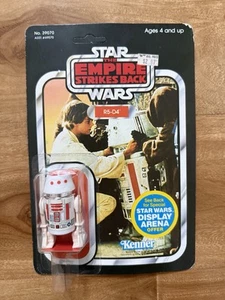 No. 39070
Ages 4 and up
STAR
THE
EMPIRE
STRIKES BACK
WARS
R5-D4
See Back
for Special
STAR WARS
DISPLAY
ARENA
OFFER
Kenner